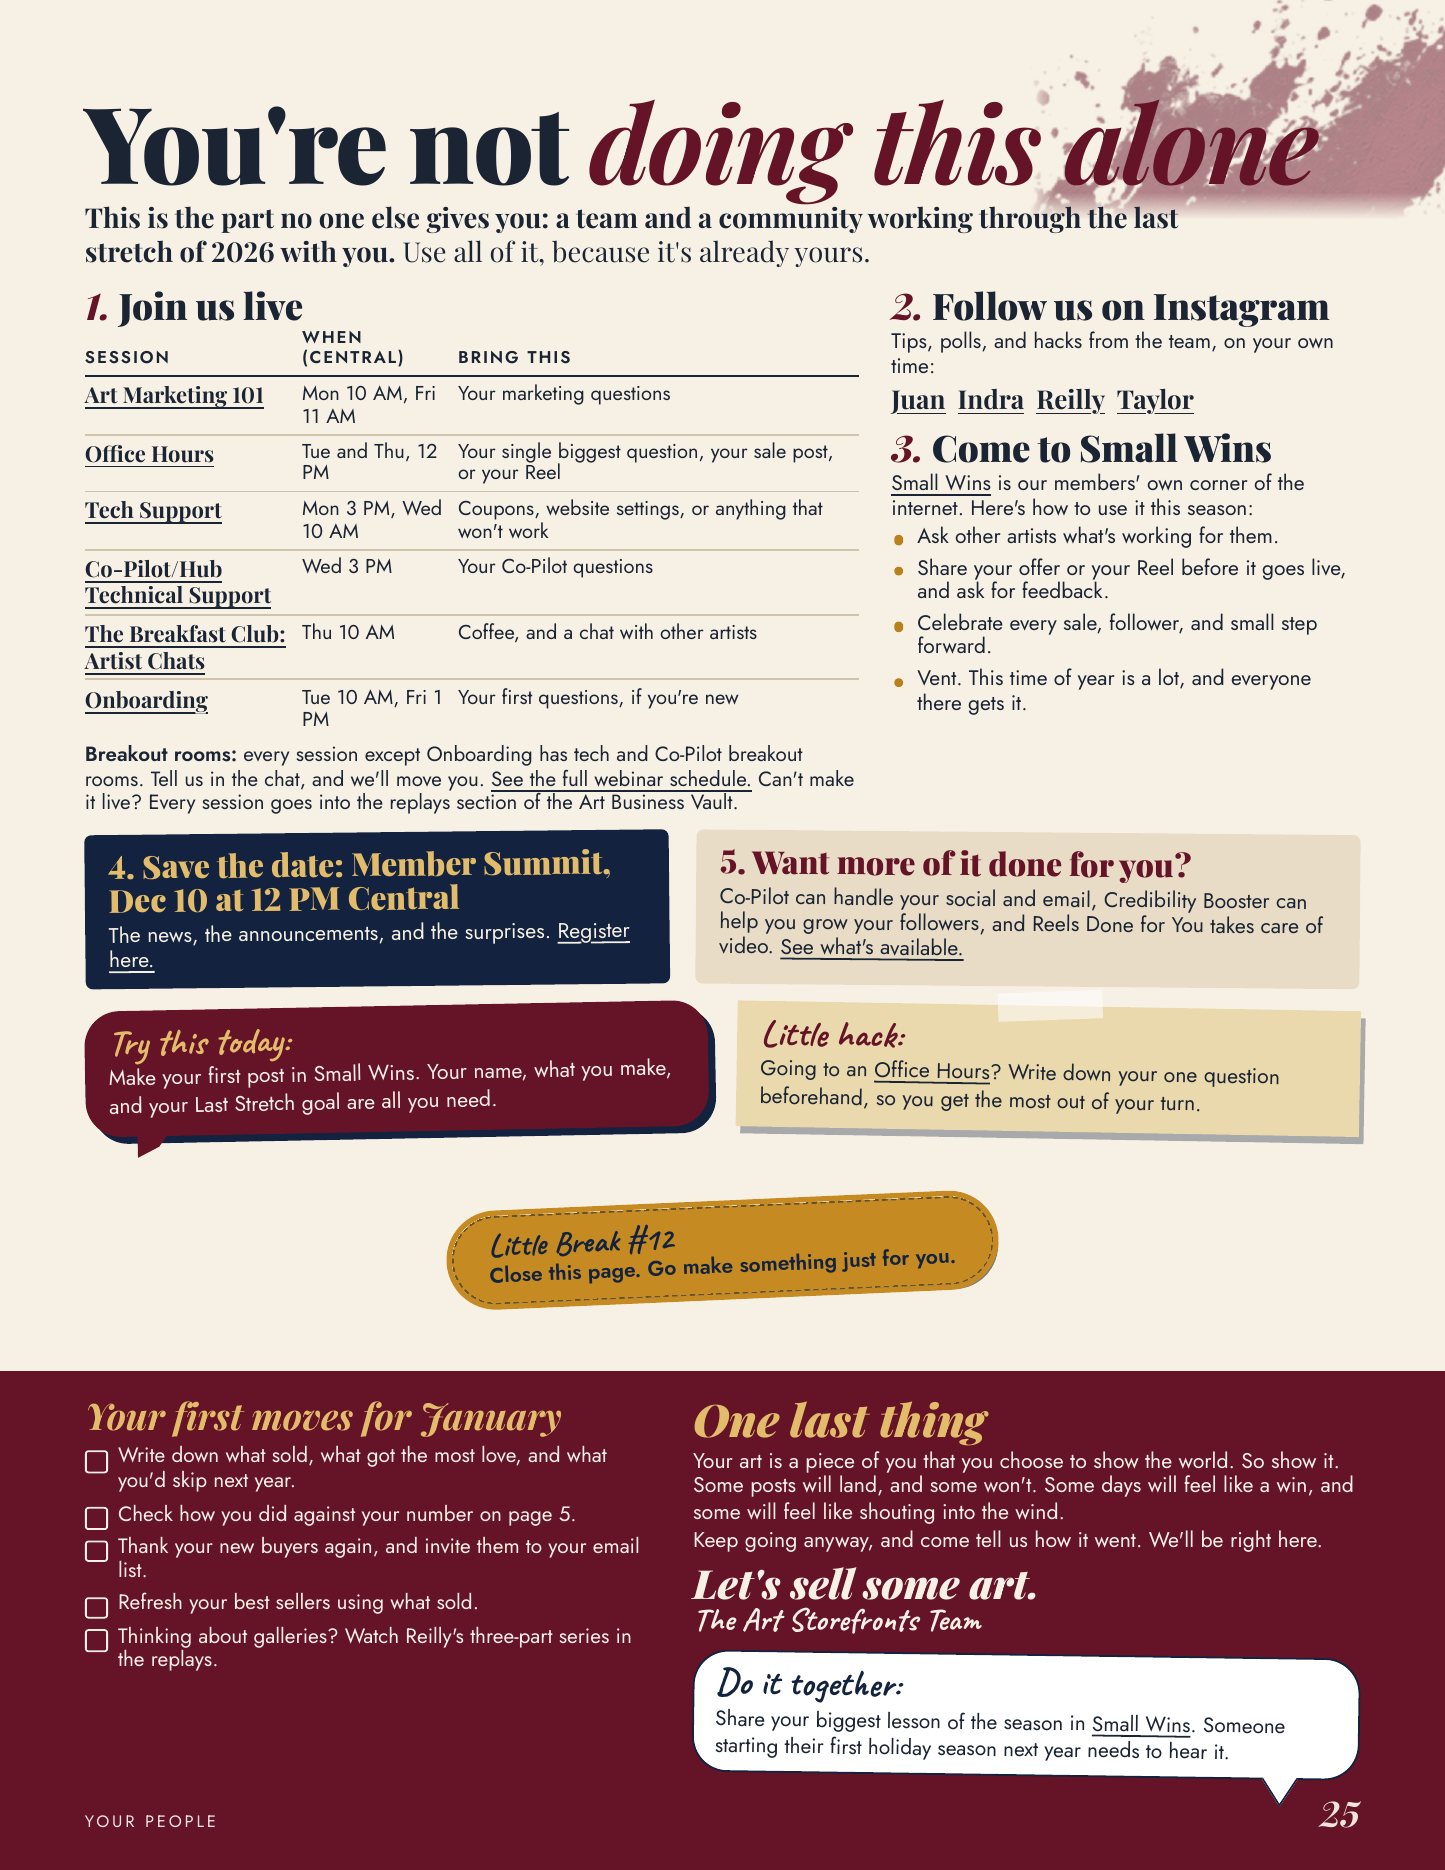 You're not doing this alone
This is the part no one else gives you: a team and a community working through the last
stretch of 2026 with you. Use all of it, because it's already yours.
1. Join us live
SESSION
WHEN
(CENTRAL)
BRING THIS
Art Marketing 101
Mon 10 AM, Fri
11 AM
Your marketing questions
Office Hours
Tue and Thu, 12
PM
Your single biggest question, your sale post,
or your Reel
Tech Support
Mon 3 PM, Wed
10 AM
Coupons, website settings, or anything that
won't work
Co-Pilot/Hub
Technical Support
Wed 3 PM
Your Co-Pilot questions
The Breakfast Club:
Artist Chats
Thu 10 AM
Coffee, and a chat with other artists
Onboarding
Tue 10 AM, Fri 1
PM
Your first questions, if you're new
Breakout rooms: every session except Onboarding has tech and Co-Pilot breakout
rooms. Tell us in the chat, and we'll move you. See the full webinar schedule. Can't make
it live? Every session goes into the replays section of the Art Business Vault.
2. Follow us on Instagram
Tips, polls, and hacks from the team, on your own
time:
Juan Indra Reilly Taylor
3. Come to Small Wins
Small Wins is our members' own corner of the
internet. Here's how to use it this season:
Ask other artists what's working for them.
Share your offer or your Reel before it goes live,
and ask for feedback.
Celebrate every sale, follower, and small step
forward.
Vent. This time of year is a lot, and everyone
there gets it.
4. Save the date: Member Summit,
Dec 10 at 12 PM Central
The news, the announcements, and the surprises. Register
here.
5. Want more of it done for you?
Co-Pilot can handle your social and email, Credibility Booster can
help you grow your followers, and Reels Done for You takes care of
video. See what's available.
Try this today:
Make your first post in Small Wins. Your name, what you make,
and your Last Stretch goal are all you need.
Little hack:
Going to an Office Hours? Write down your one question
beforehand, so you get the most out of your turn.
Little Break #12
Close this page. Go make something just for you.
Your first moves for January
Write down what sold, what got the most love, and what
you'd skip next year.
Check how you did against your number on page 5.
Thank your new buyers again, and invite them to your email
list.
Refresh your best sellers using what sold.
Thinking about galleries? Watch Reilly's three-part series in
the replays.
One last thing
Your art is a piece of you that you choose to show the world. So show it.
Some posts will land, and some won't. Some days will feel like a win, and
some will feel like shouting into the wind.
Keep going anyway, and come tell us how it went. We'll be right here.
Let's sell some art.
The Art Storefronts Team
Do it together:
Share your biggest lesson of the season in Small Wins. Someone
starting their first holiday season next year needs to hear it.
YOUR PEOPLE
25